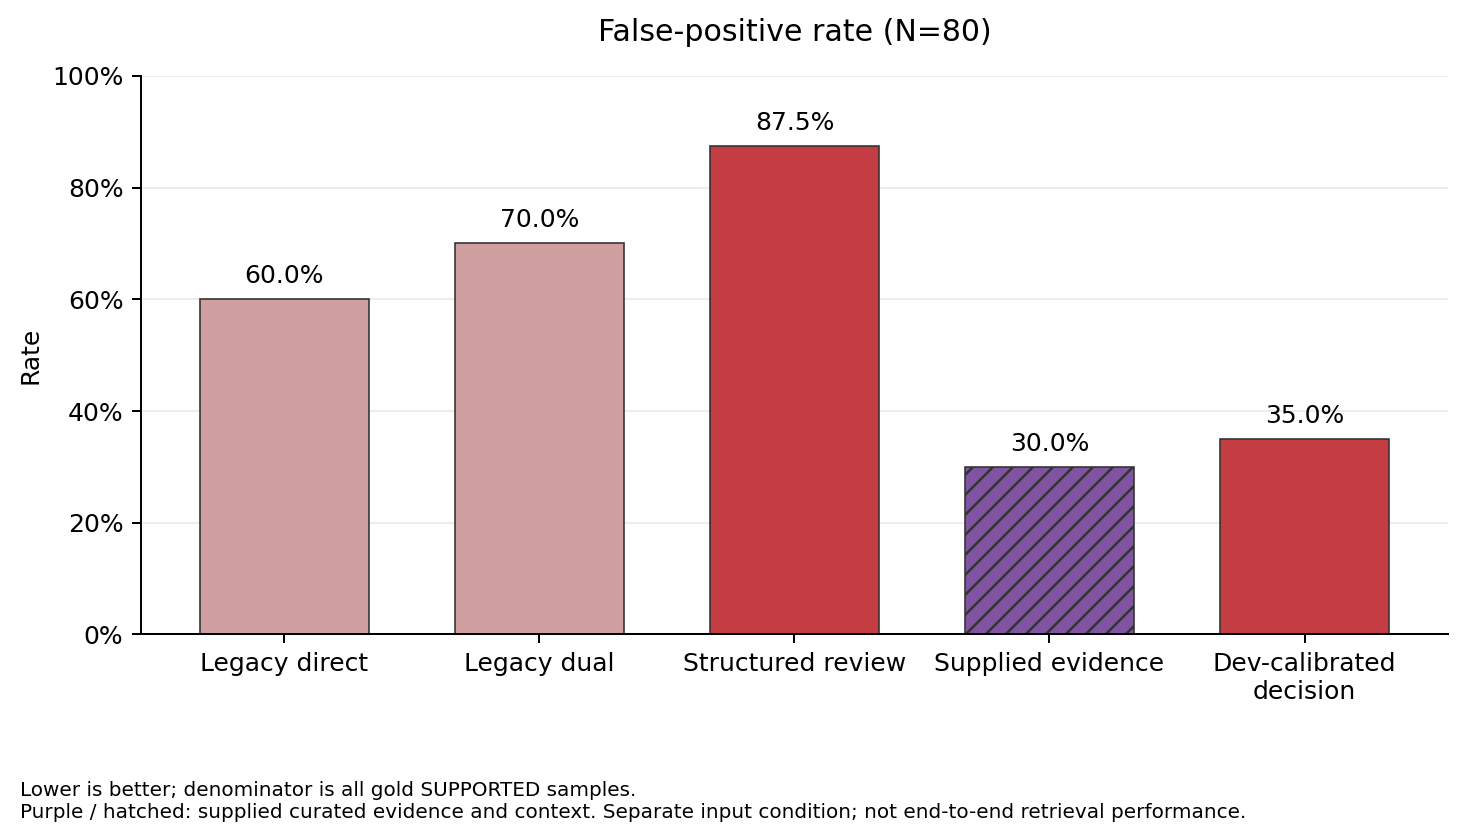 False-positive rate (N=80)
100%
80%
60%
40%
20%
0%
Rate
60.0%
70.0%
87.5%
30.0%
35.0%
Legacy direct
Legacy dual
Structured review
Supplied evidence
Dev-calibrated
decision
Lower is better; denominator is all gold SUPPORTED samples.
Purple / hatched: supplied curated evidence and context. Separate input condition; not end-to-end retrieval performance.